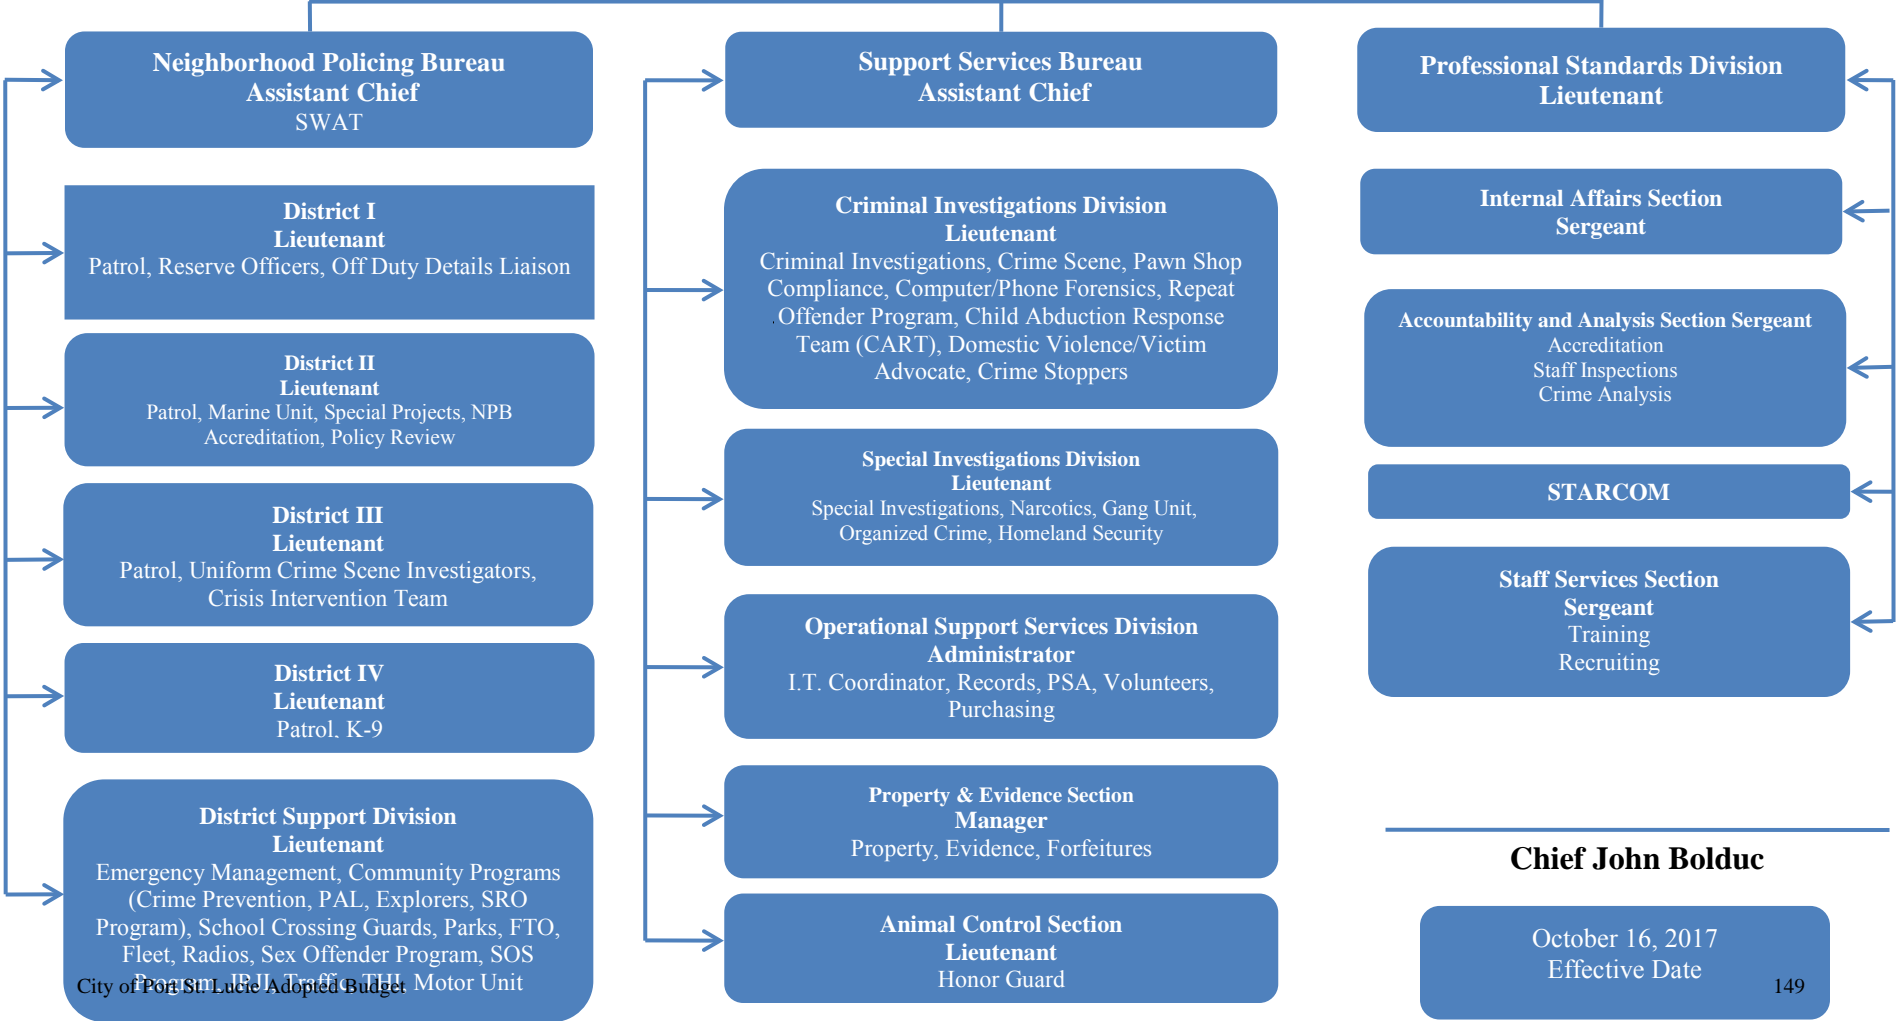 Neighborhood Policing Bureau
Assistant Chief
SWAT
District I
Lieutenant
Patrol, Reserve Officers, Off Duty Details Liaison
District II
Lieutenant
Patrol, Marine Unit, Special Projects, NPB
Accreditation, Policy Review
District III
Lieutenant
Patrol, Uniform Crime Scene Investigators,
Crisis Intervention Team
District IV
Lieutenant
Patrol, K-9
District Support Division
Lieutenant
Emergency Management, Community Programs
(Crime Prevention, PAL, Explorers, SRO
Program), School Crossing Guards, Parks, FTO,
Fleet, Radios, Sex Offender Program, SOS
Program, Traffic, THI, Motor Unit
City of Port St. Lucie Adopted Budget
Support Services Bureau
Assistant Chief
Criminal Investigations Division
Lieutenant
Criminal Investigations, Crime Scene, Pawn Shop
Compliance, Computer/Phone Forensics, Repeat
Offender Program, Child Abduction Response
Team (CART), Domestic Violence/Victim
Advocate, Crime Stoppers
Special Investigations Division
Lieutenant
Special Investigations, Narcotics, Gang Unit,
Organized Crime, Homeland Security
Operational Support Services Division
Administrator
I.T. Coordinator, Records, PSA, Volunteers,
Purchasing
Property & Evidence Section
Manager
Property, Evidence, Forfeitures
Animal Control Section
Lieutenant
Honor Guard
Professional Standards Division
Lieutenant
Internal Affairs Section
Sergeant
Accountability and Analysis Section Sergeant
Accreditation
Staff Inspections
Crime Analysis
STARCOM
Staff Services Section
Sergeant
Training
Recruiting
Chief John Bolduc
October 16, 2017
Effective Date
149